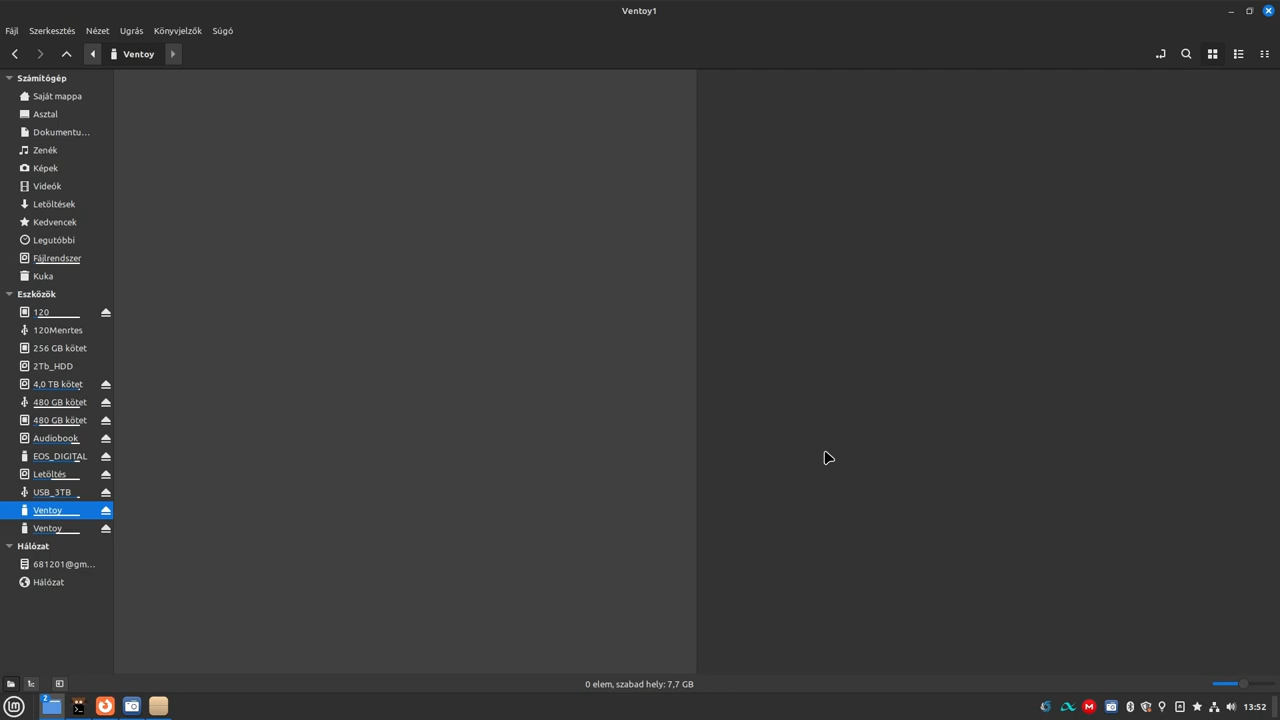 Ventoy1
Fájl Szerkesztés Nézet Ugrás Könyvjelzők Súgó
Ventoy
Számítógép
Saját mappa
Asztal
Dokumentu...
Zenék
Képek
Videók
Letöltések
Kedvencek
Legutóbbi
Fájlrendszer
Kuka
Eszközök
120
120Menrtes
256 GB kötet
2Tb_HDD
4,0 TB kötet
480 GB kötet
480 GB kötet
Audiobook
EOS_DIGITAL
Letöltés
USB_3TB
Ventoy
Ventoy
Hálózat
681201@gm...
Hálózat
0 elem, szabad hely: 7,7 GB
2
13:52